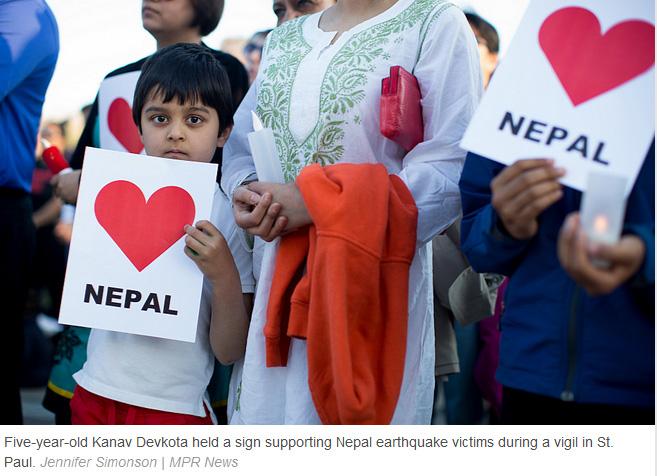 NEPAL
NEPAL
Five-year-old Kanav Devkota held a sign supporting Nepal earthquake victims during a vigil in St.
Paul. Jennifer Simonson | MPR News